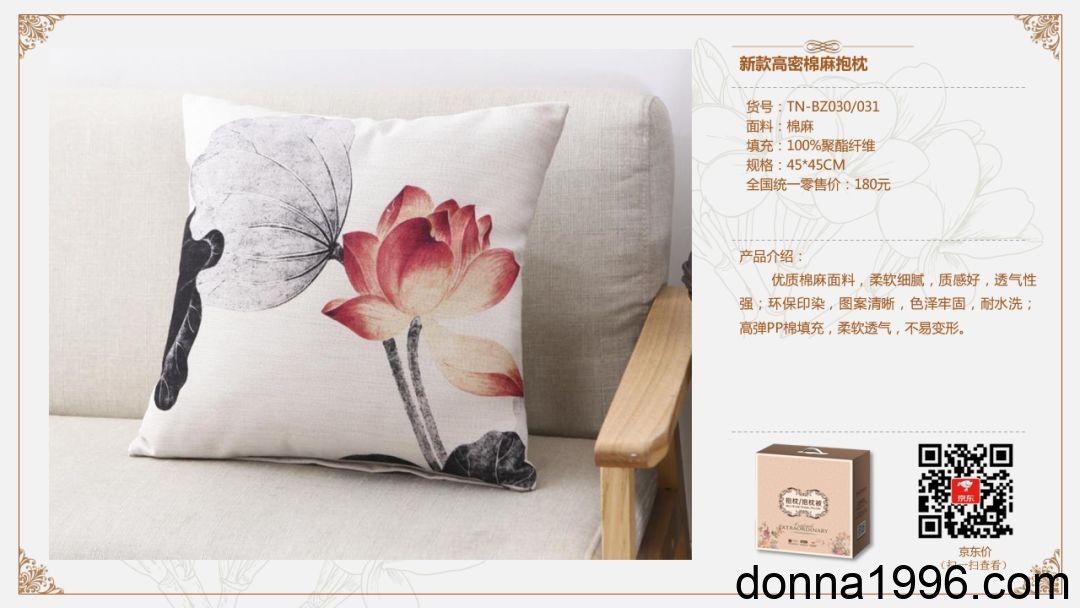 新款高密棉麻抱枕
货号：TN-BZ030/031
面料：棉麻
填充：100%聚酯纤维
规格：45*45CM
全国统一零售价：180元
产品介绍：
优质棉麻面料，柔软细腻，质感好，透气性
强；环保印染，图案清晰，色泽牢固，耐水洗；
高弹PP棉填充，柔软透气，不易变形。
抱枕/抱枕被
EXTRAORDINARY
京东
京东价
（扫一扫查看）
donna1996.com